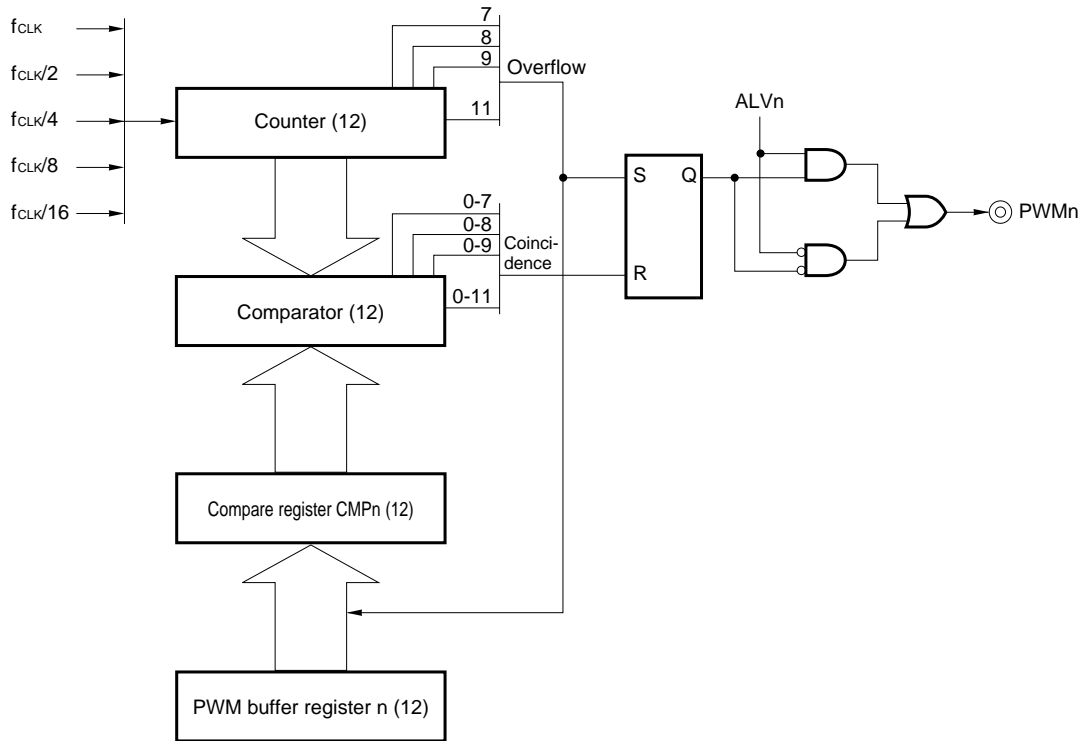 fCLK
fCLK/2
fCLK/4
fCLK/8
fCLK/16
7
8
9
11
Overflow
Counter (12)
0-7
0-8
0-9
0-11
Coinci-
dence
Comparator (12)
Compare register CMPn (12)
PWM buffer register n (12)
S
Q
R
ALVn
PWMn